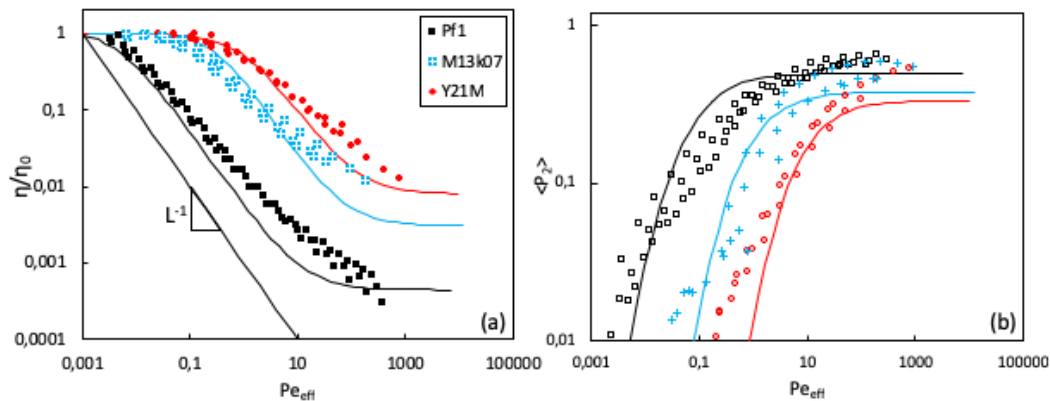 1
0,1
0,01
0,001
0,0001
η/η0
0,001 0,1 10 1000 100000
Peeff
Pf1
M13k07
Y21M
L-1
(a)
1
0,1
0,01
<P2>
0,001 0,1 10 1000 100000
Peeff
(b)